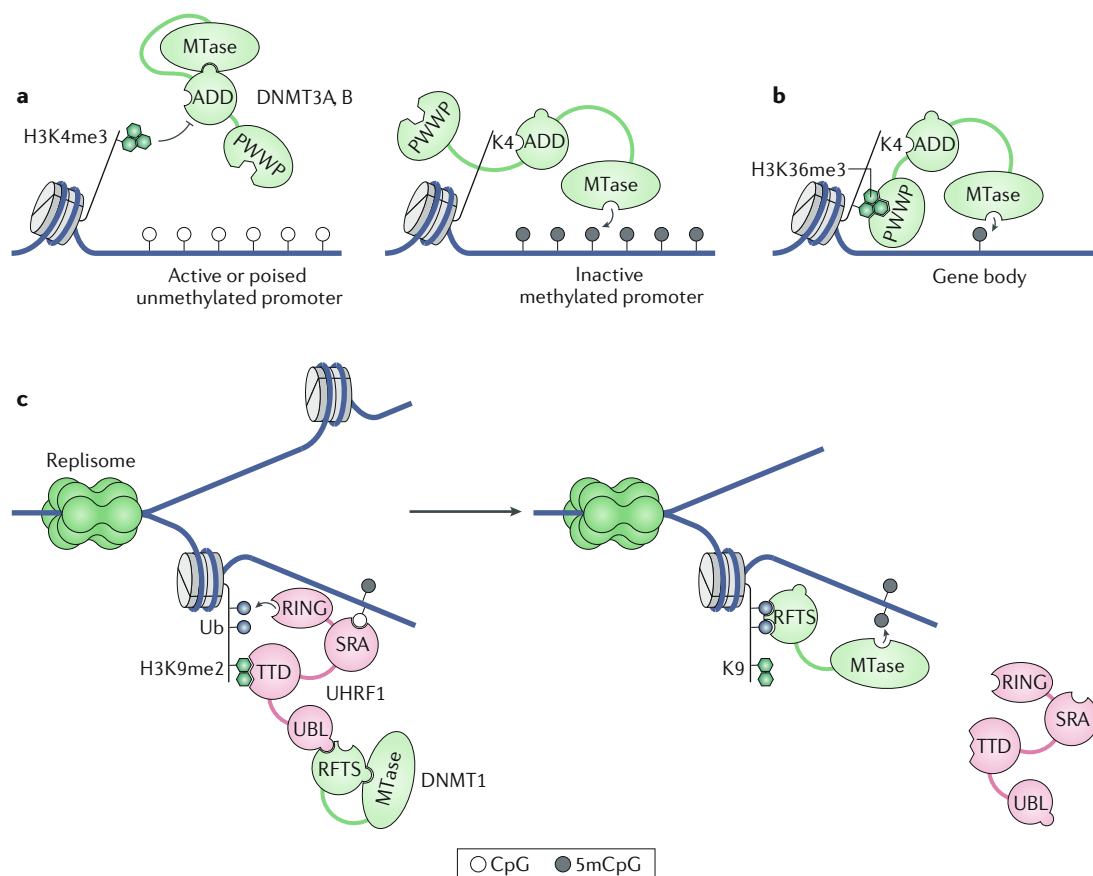 a
MTase
ADD
DNMT3A, B
H3K4me3
PWWP
Active or poised
unmethylated promoter
PWWP
K4
ADD
MTase
Inactive
methylated promoter
b
K4
ADD
H3K36me3
PWWP
MTase
Gene body
c
Replisome
RING
Ub
SRA
H3K9me2
TTD
UHRF1
UBL
RFTS
MTase
DNMT1
RFTS
K9
MTase
RING
SRA
TTD
UBL
CpG
5mCpG